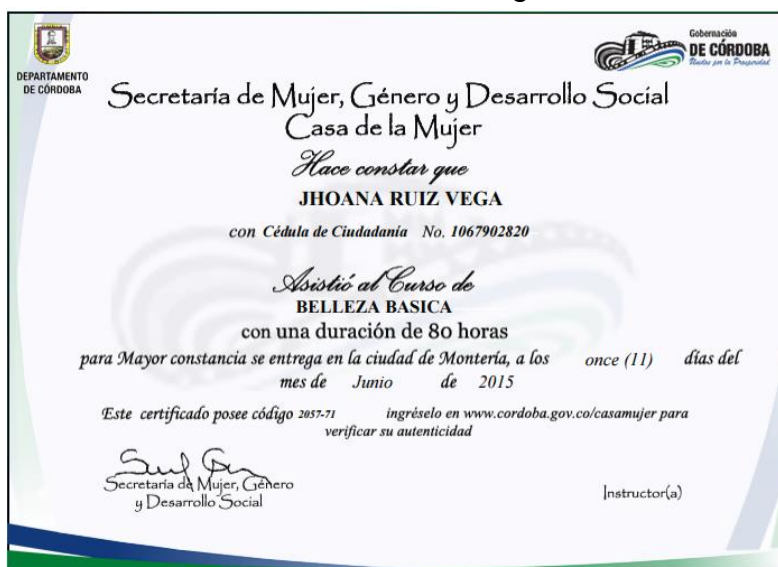 DEPARTAMENTO
DE CÓRDOBA
Gobernación
DE CÓRDOBA
Unidos por la Prosperidad
Secretaría de Mujer, Género y Desarrollo Social
Casa de la Mujer
Hace constar que
JHOANA RUIZ VEGA
con Cédula de Ciudadanía No. 1067902820
Asistió al Curso de
BELLEZA BASICA
con una duración de 80 horas
para Mayor constancia se entrega en la ciudad de Montería, a los once (11) días del
mes de Junio de 2015
Este certificado posee código 2057-71 ingréselo en www.cordoba.gov.co/casamujer para
verificar su autenticidad
Secretaría de Mujer, Género
y Desarrollo Social
Instructor(a)